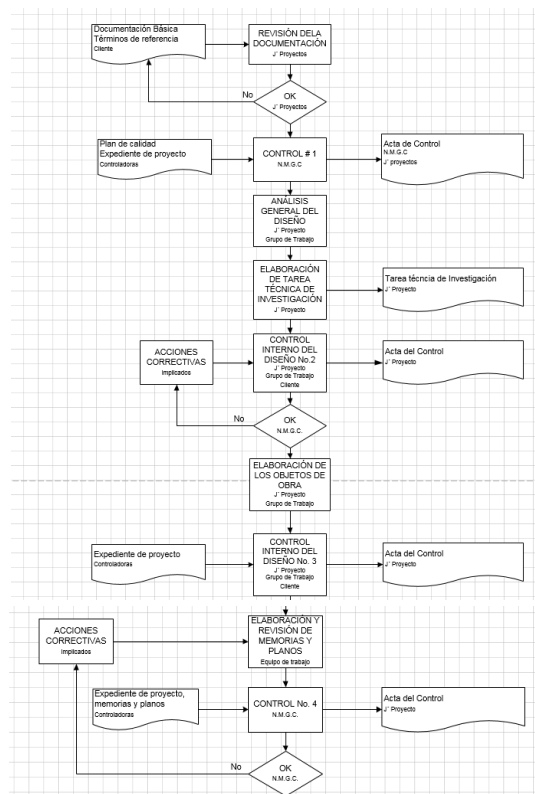 Documentación Básica
Términos de referencia
Cliente
REVISIÓN DELA
DOCUMENTACIÓN
J´ Proyectos
No
OK
J´ Proyectos
Plan de calidad
Expediente de proyecto
Controladoras
CONTROL # 1
N.M.G.C
Acta de Control
N.M.G.C
J´ proyectos
ANÁLISIS
GENERAL DEL
DISEÑO
J´ Proyecto
Grupo de Trabajo
ELABORACIÓN
DE TAREA
TÉCNICA DE
INVESTIGACIÓN
J´ Proyecto
Tarea técncia de Investigación
J´ Proyecto
ACCIONES
CORRECTIVAS
Implicados
CONTROL
INTERNO DEL
DISEÑO No.2
J´ Proyecto
Grupo de Trabajo
Cliente
Acta del Control
J´ Proyecto
No
OK
N.M.G.C.
ELABORACIÓN DE
LOS OBJETOS DE
OBRA
J´ Proyecto
Grupo de Trabajo
Expediente de proyecto
Controladoras
CONTROL
INTERNO DEL
DISEÑO No. 3
J´ Proyecto
Grupo de Trabajo
Cliente
Acta del Control
J´ Proyecto
ACCIONES
CORRECTIVAS
Implicados
ELABORACIÓN Y
REVISIÓN DE
MEMORIAS Y
PLANOS
Equipo de trabajo
Expediente de proyecto,
memorias y planos
Controladoras
CONTROL No. 4
N.M.G.C.
Acta del Control
J´ Proyecto
No
OK
N.M.G.C.